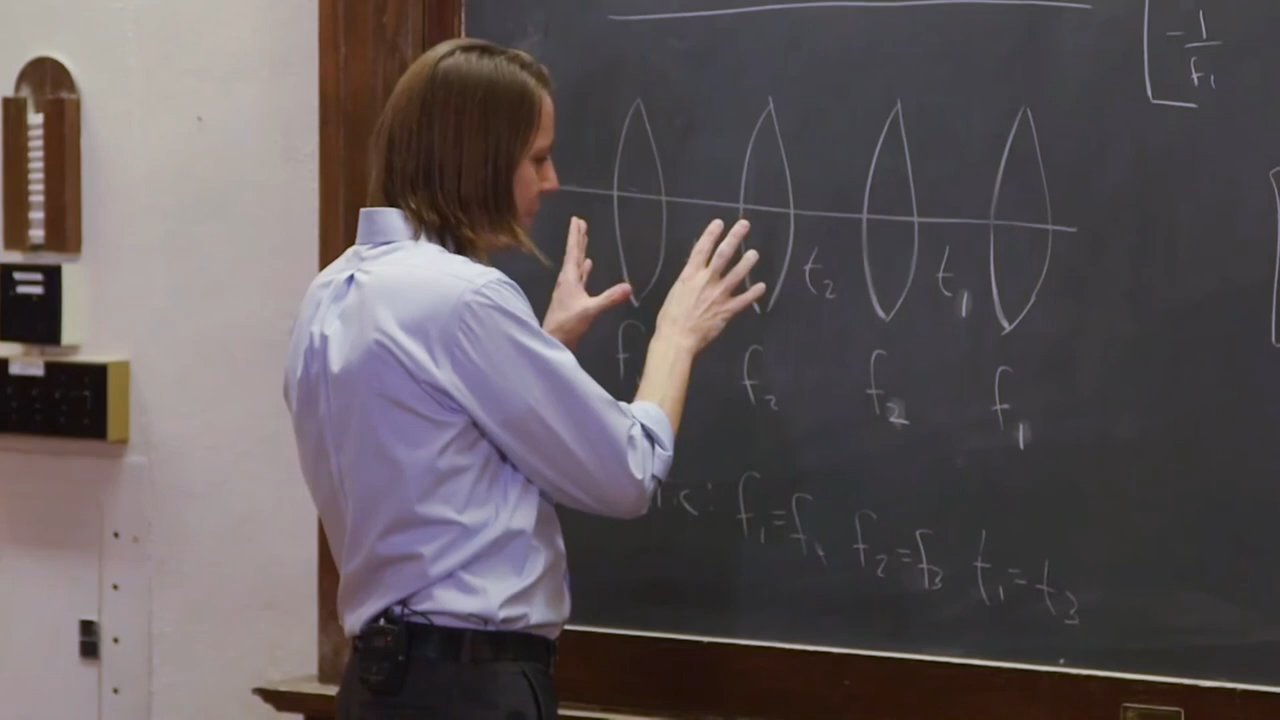 -1/f₁
t₂ t₁
f f₂ f₂ f₁
f₁=f₄ f₂=f₃ t₁=t₃